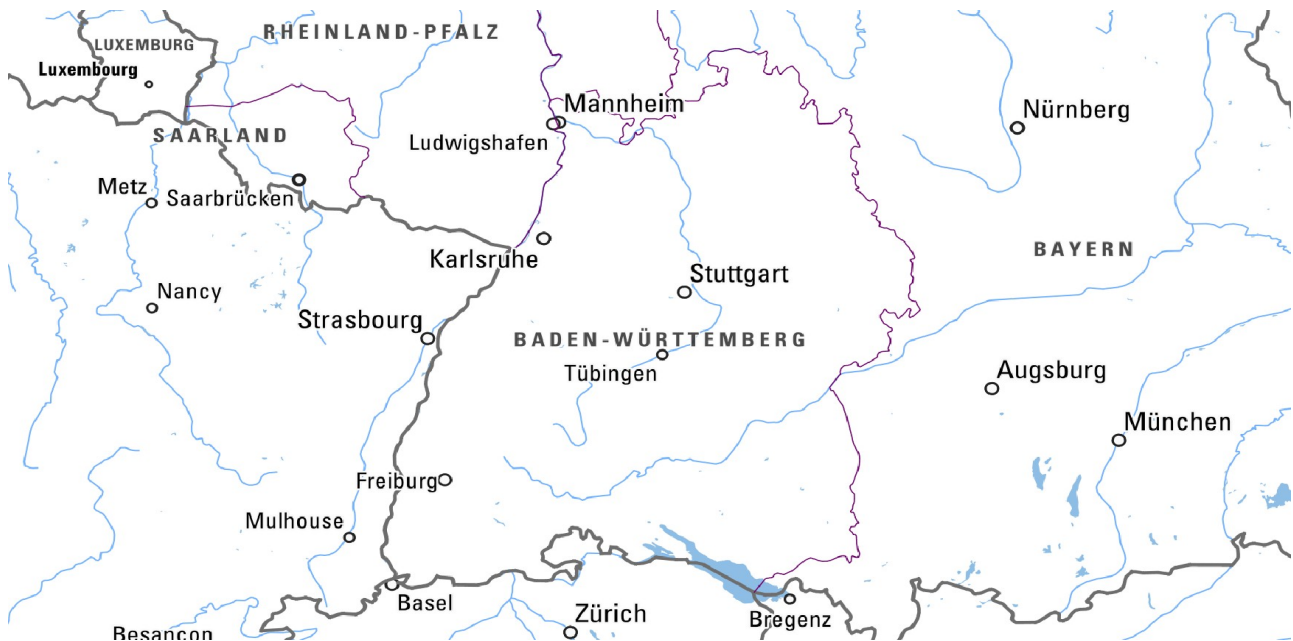 RHEINLAND-PFALZ
LUXEMBURG
Luxembourg
Mannheim
Nürnberg
SAARLAND
Ludwigshafen
Metz
Saarbrücken
Karlsruhe
BAYERN
Stuttgart
Nancy
Strasbourg
BADEN-WÜRTTEMBERG
Tübingen
Augsburg
München
Freiburg
Mulhouse
Basel
Zürich
Bregenz
Besançon